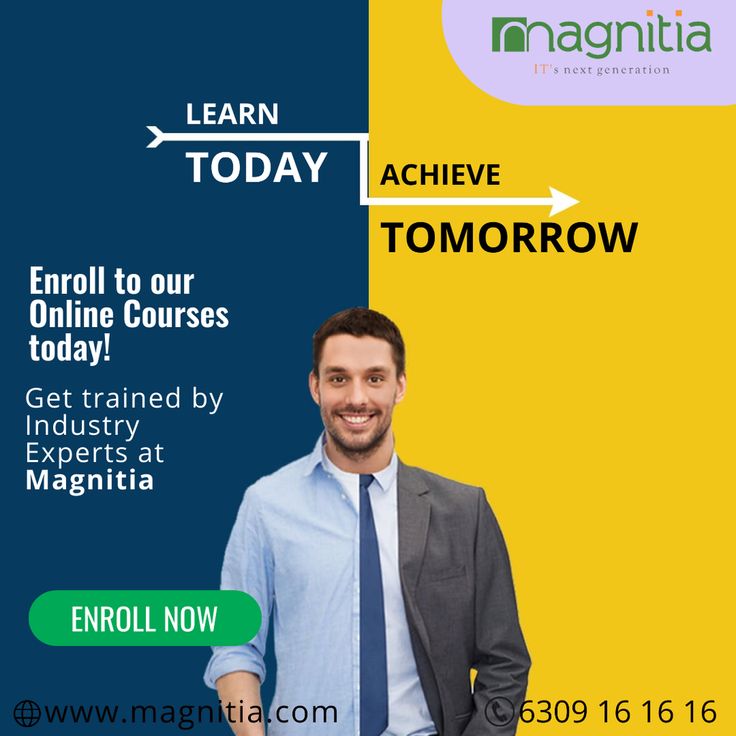 magnitia
IT's next generation
LEARN
TODAY
ACHIEVE
TOMORROW
Enroll to our
Online Courses
today!
Get trained by
Industry
Experts at
Magnitia
ENROLL NOW
www.magnitia.com
6309 16 16 16